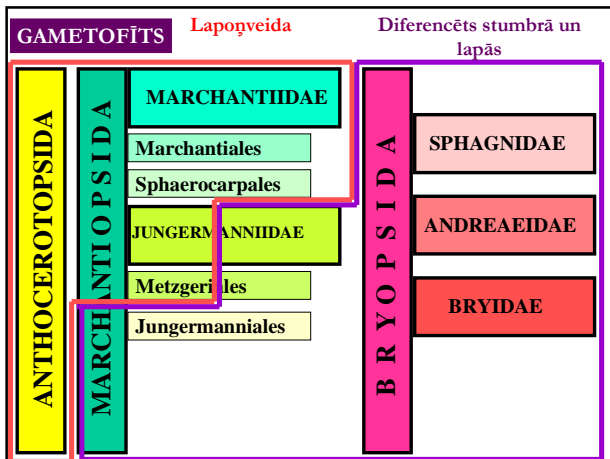 GAMETOFĪTS
Lapoņveida
Diferencēts stumbrā un
lapās
ANTHOCEROTOPSIDA
MARCHANTIOPSIDA
MARCHANTIIDAE
Marchantiales
Sphaerocarpales
JUNGERMANNIIDAE
Metzgeriales
Jungermanniales
BRYOPSIDA
SPHAGNIDAE
ANDREAEIDAE
BRYIDAE